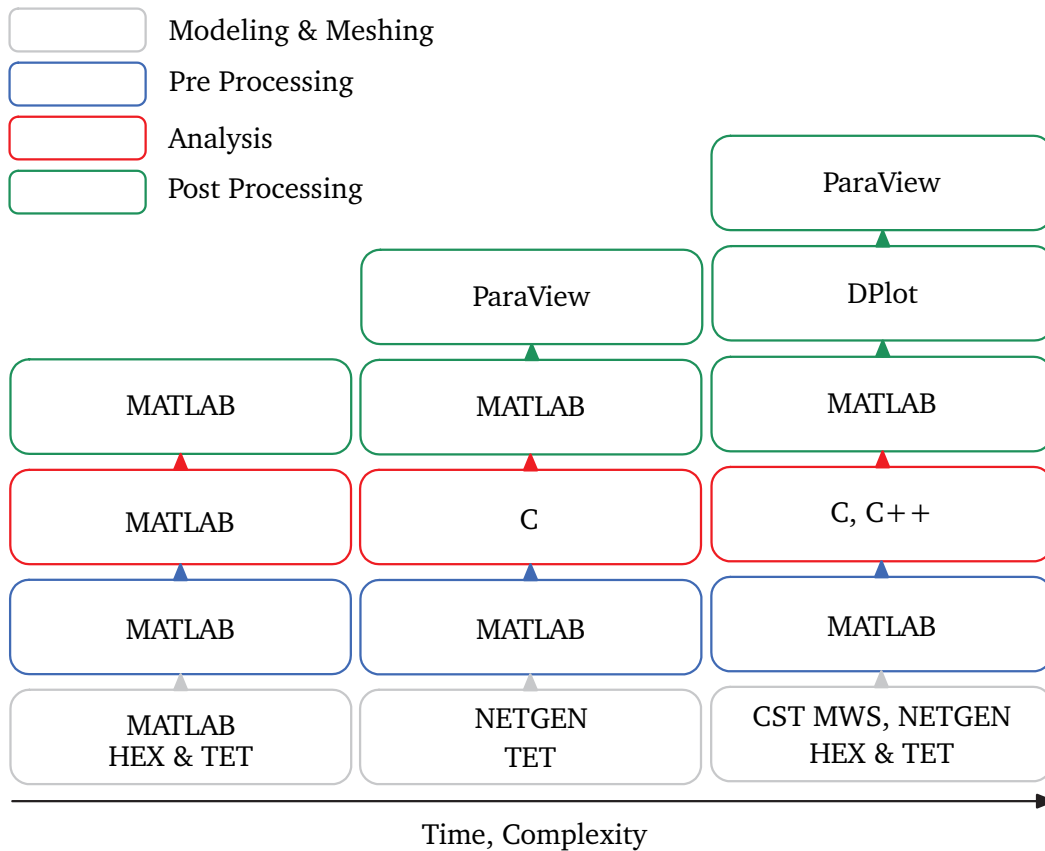 Modeling & Meshing
Pre Processing
Analysis
Post Processing
ParaView
ParaView
DPlot
MATLAB
MATLAB
MATLAB
MATLAB
C
C, C++
MATLAB
MATLAB
MATLAB
MATLAB
HEX & TET
NETGEN
TET
CST MWS, NETGEN
HEX & TET
Time, Complexity